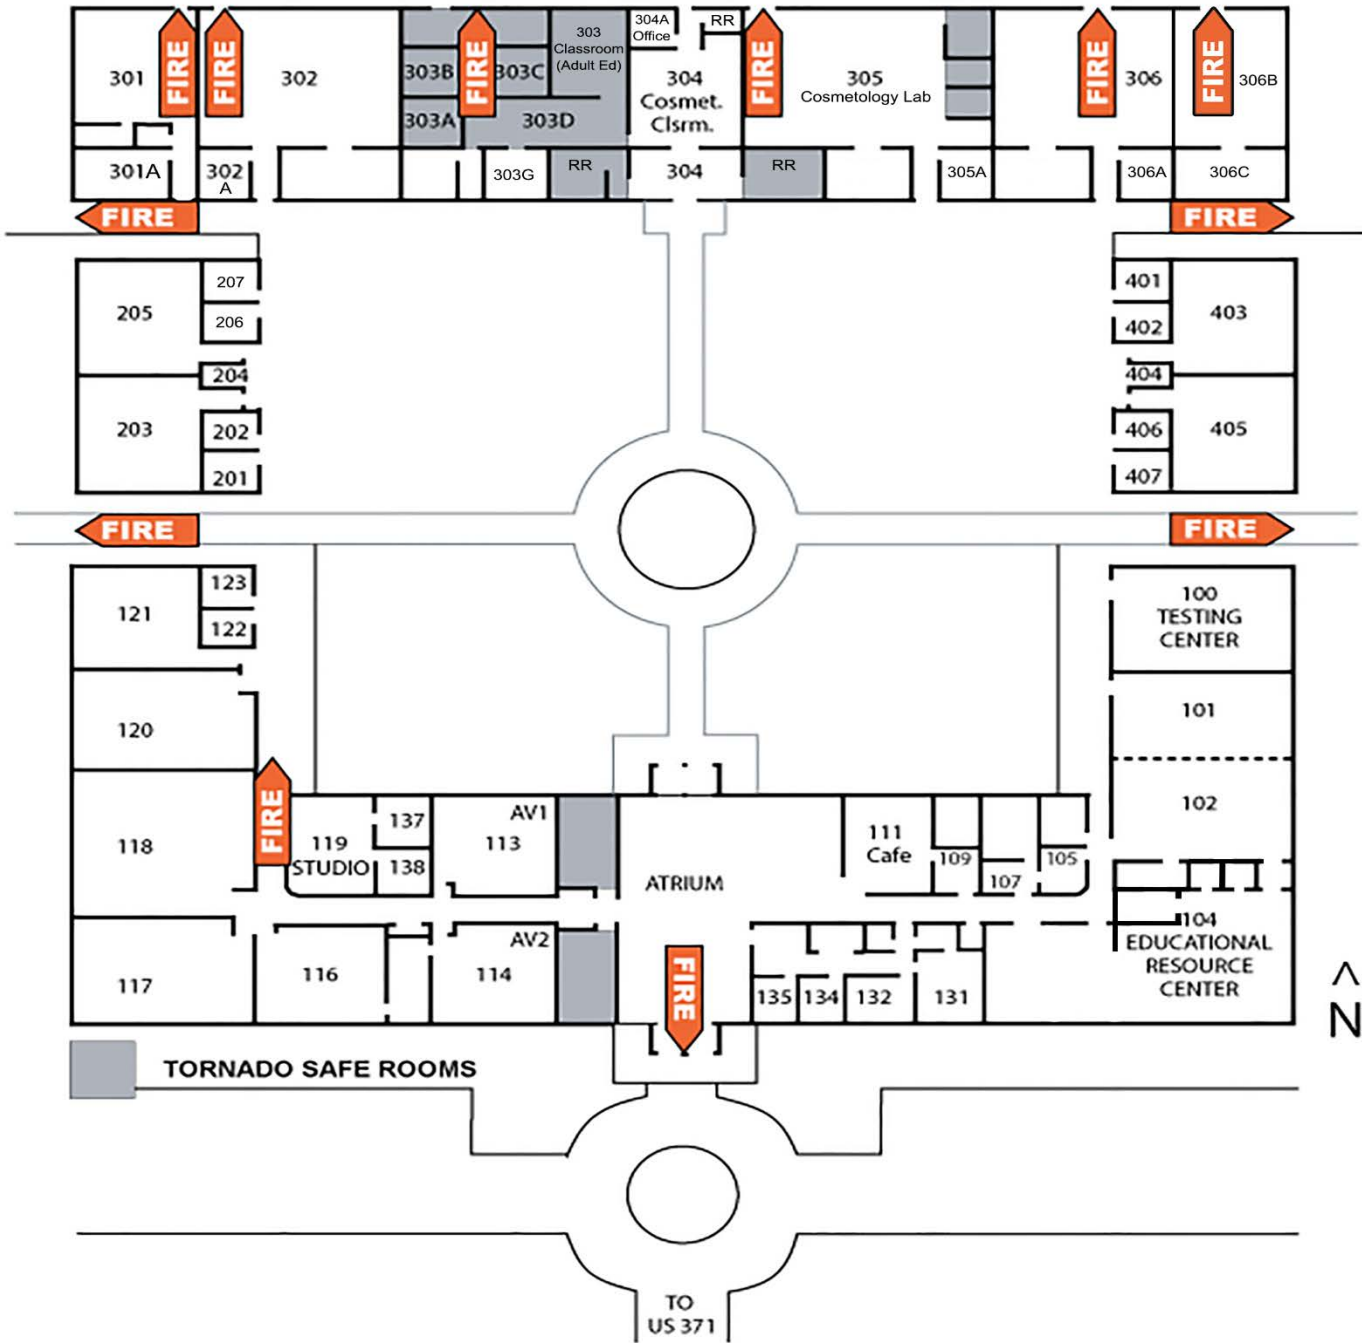 FIRE
FIRE
FIRE
FIRE
FIRE
FIRE
301
302
303B
303C
303
Classroom
(Adult Ed)
304A
Office
RR
304
Cosmet.
Clsrm.
305
Cosmetology Lab
306
306B
303A
303D
301A
302
A
303G
RR
304
RR
305A
306A
306C
FIRE
FIRE
207
205
206
204
203
202
201
401
403
402
404
406
405
407
FIRE
FIRE
123
121
122
120
118
FIRE
117
100
TESTING
CENTER
101
102
119
STUDIO
137
138
AV1
113
ATRIUM
111
Cafe
109
107
105
116
AV2
114
FIRE
135
134
132
131
104
EDUCATIONAL
RESOURCE
CENTER
N
TORNADO SAFE ROOMS
TO
US 371